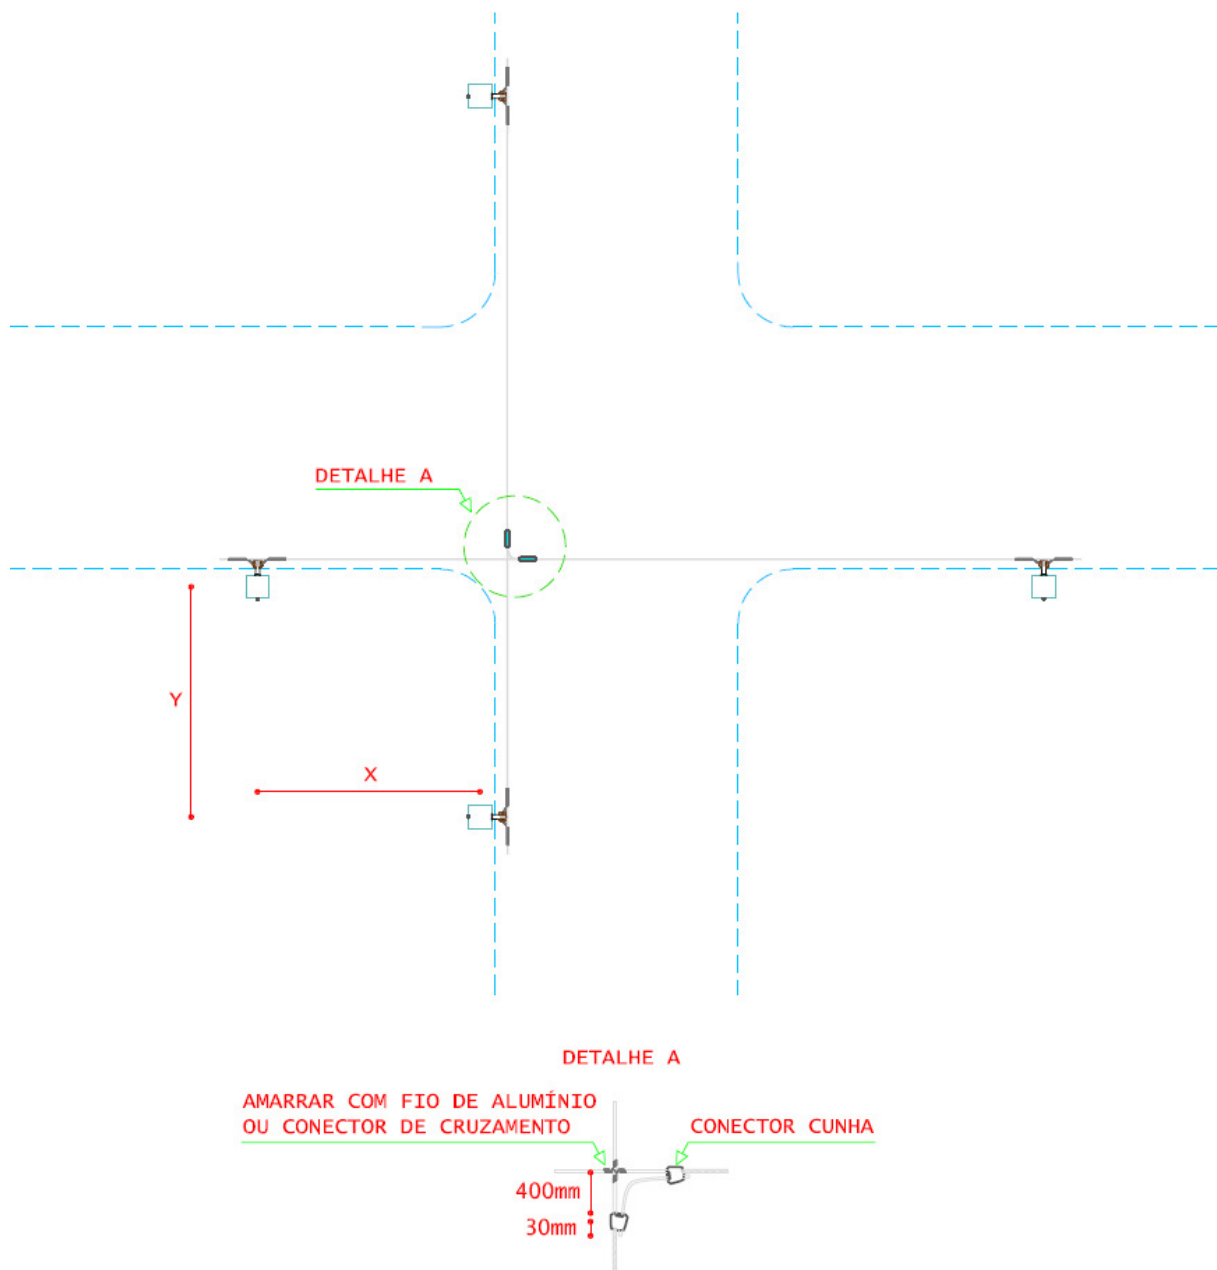 DETALHE A
Y
X
DETALHE A
AMARRAR COM FIO DE ALUMÍNIO
OU CONECTOR DE CRUZAMENTO
CONECTOR CUNHA
400mm
30mm